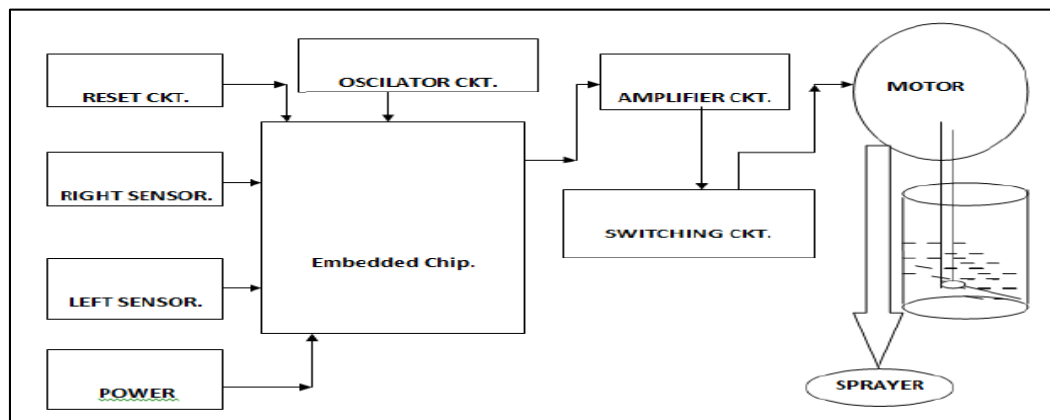 OSCILATOR CKT.
RESET CKT.
AMPLIFIER CKT.
MOTOR
RIGHT SENSOR.
SWITCHING CKT.
Embedded Chip.
LEFT SENSOR.
POWER
SPRAYER